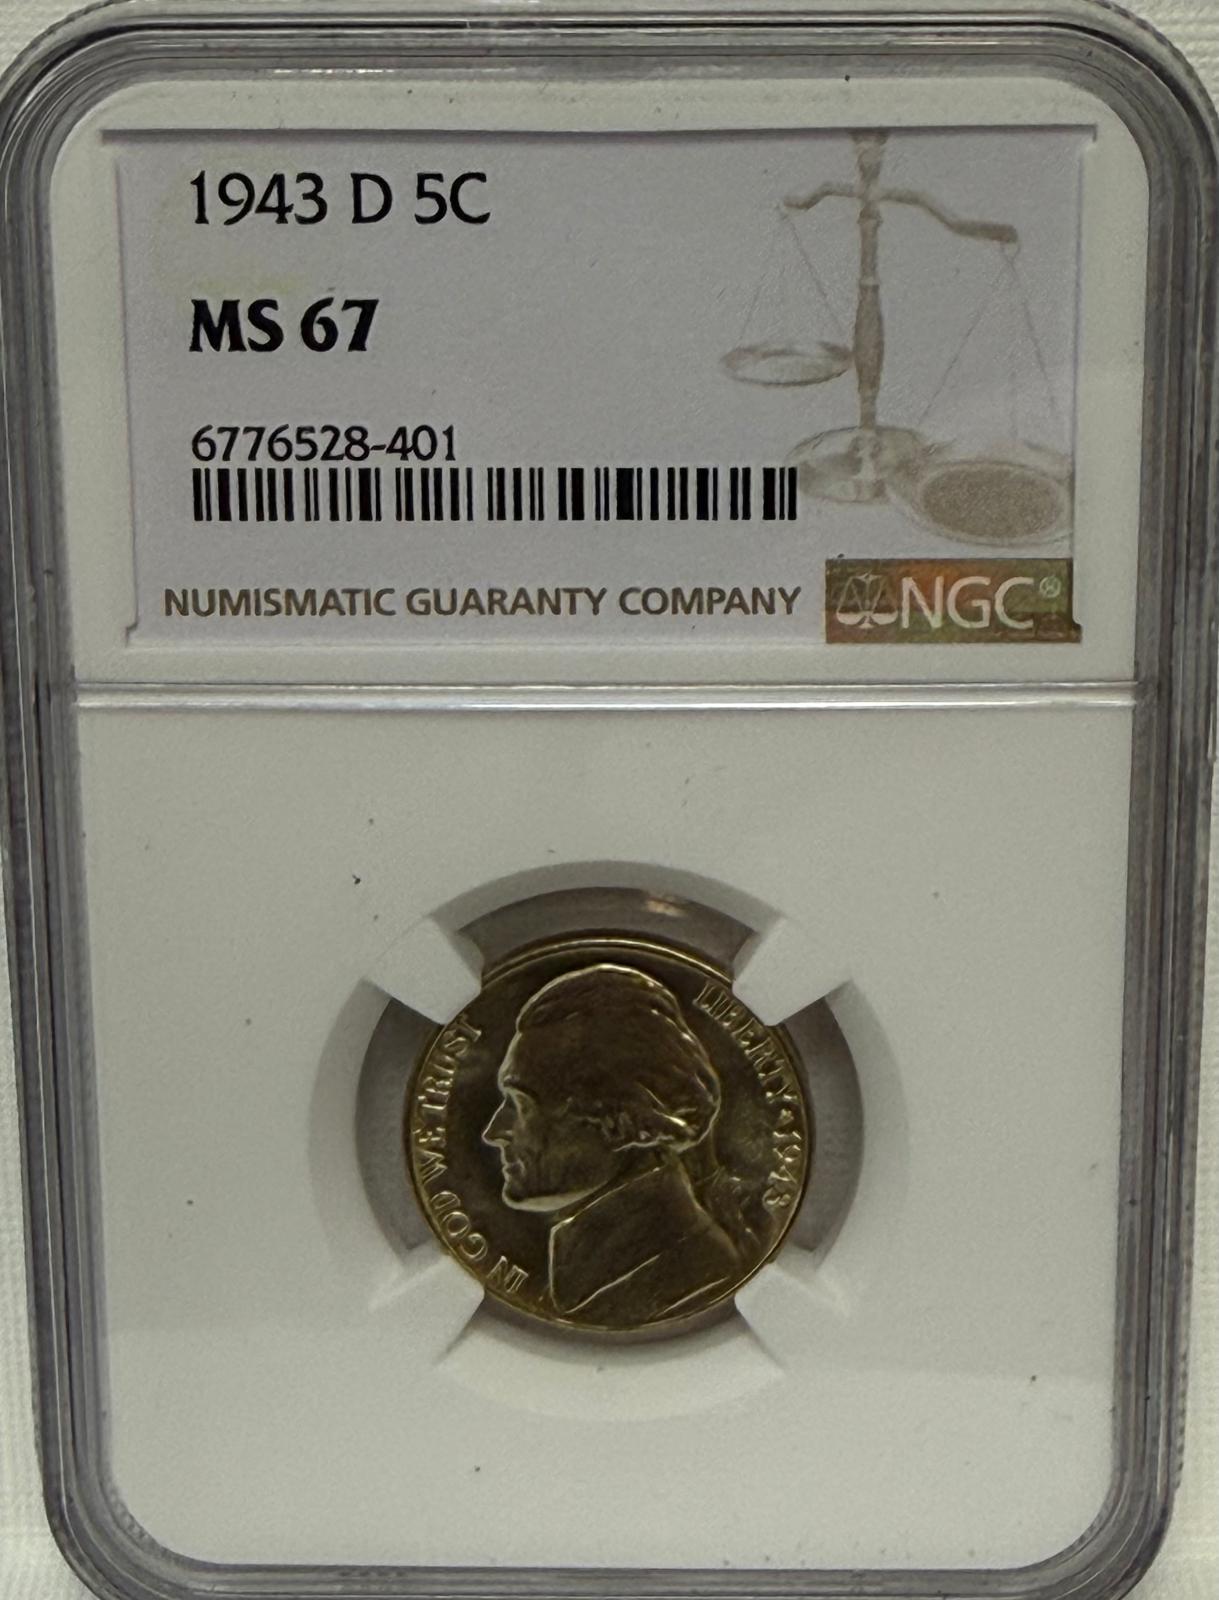 1943 D 5C
MS 67
6776528-401
NUMISMATIC GUARANTY COMPANY
NGC®
IN GOD WE TRUST
LIBERTY ★ 1943